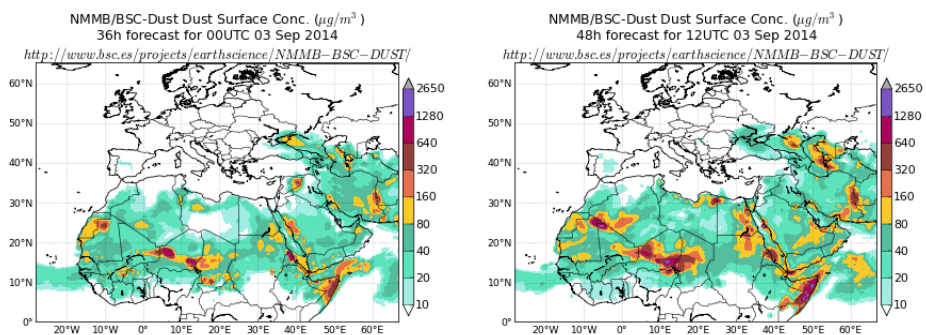 NMMB/BSC-Dust Dust Surface Conc. (μg/m³)
36h forecast for 00UTC 03 Sep 2014
http://www.bsc.es/projects/earthscience/NMMB-BSC-DUST/
60°N
50°N
40°N
30°N
20°N
10°N
0°
20°W
10°W
0°
10°E
20°E
30°E
40°E
50°E
60°E
2650
1280
640
320
160
80
40
20
10
NMMB/BSC-Dust Dust Surface Conc. (μg/m³)
48h forecast for 12UTC 03 Sep 2014
http://www.bsc.es/projects/earthscience/NMMB-BSC-DUST/
60°N
50°N
40°N
30°N
20°N
10°N
0°
20°W
10°W
0°
10°E
20°E
30°E
40°E
50°E
60°E
2650
1280
640
320
160
80
40
20
10